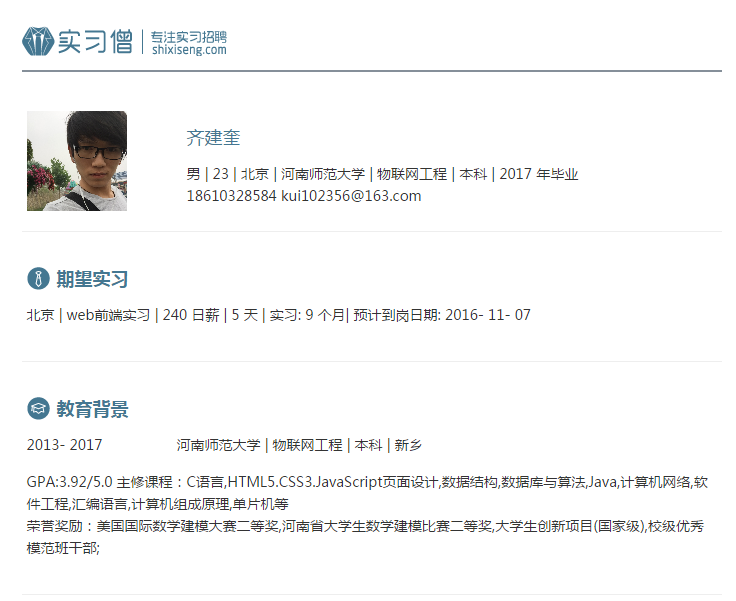 实习僧 专注实习招聘
shixiseng.com
齐建奎
男 | 23 | 北京 | 河南师范大学 | 物联网工程 | 本科 | 2017 年毕业
18610328584 kui102356@163.com
期望实习
北京 | web前端实习 | 240 日薪 | 5 天 | 实习: 9 个月| 预计到岗日期: 2016- 11- 07
教育背景
2013- 2017 河南师范大学 | 物联网工程 | 本科 | 新乡
GPA:3.92/5.0 主修课程：C语言,HTML5.CSS3.JavaScript页面设计,数据结构,数据库与算法,Java,计算机网络,软
件工程,汇编语言,计算机组成原理,单片机等
荣誉奖励：美国国际数学建模大赛二等奖,河南省大学生数学建模比赛二等奖,大学生创新项目(国家级),校级优秀
模范班干部;